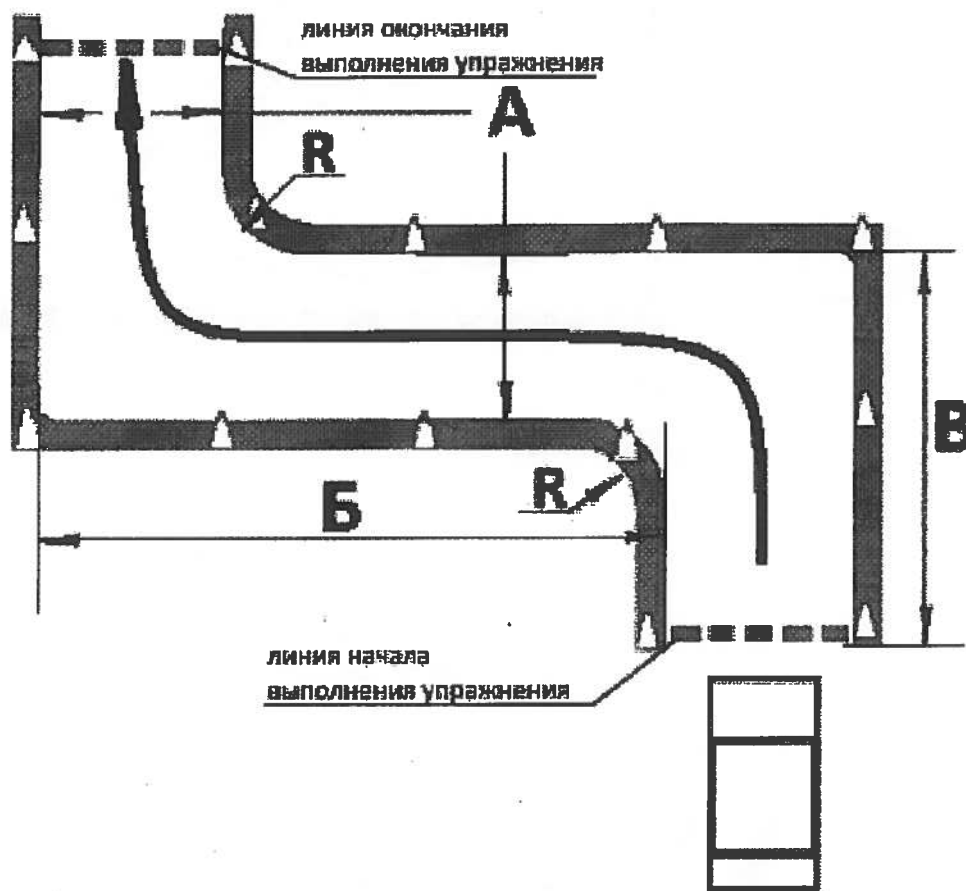 линия окончания
выполнения упражнения
А
R
В
R
Б
линия начала
выполнения упражнения